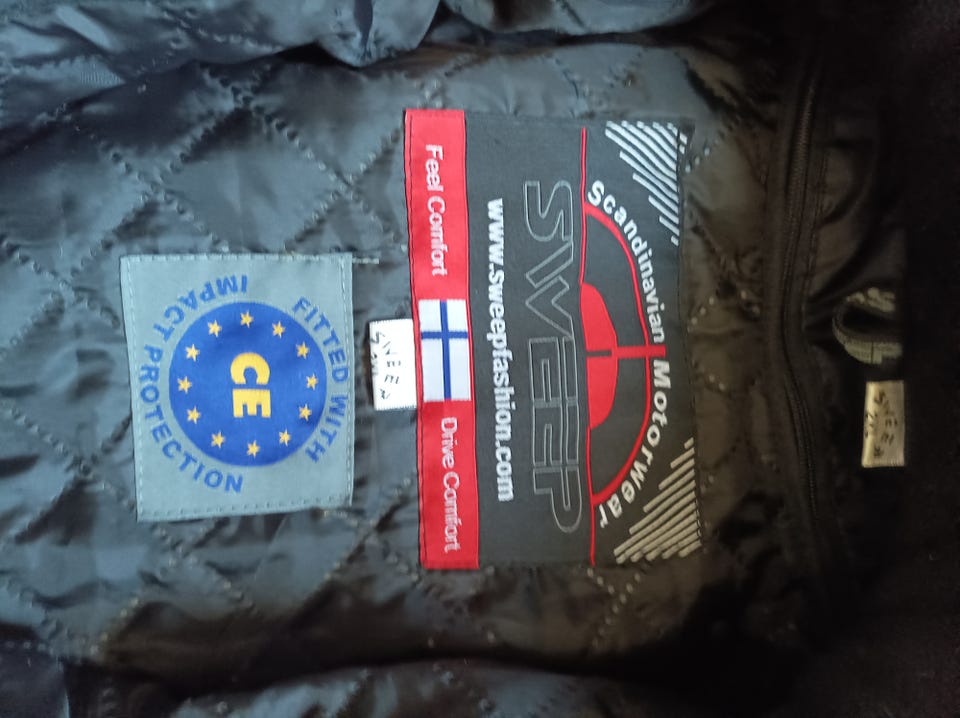 Scandinavian Motorwear
SWEEP
www.sweepfashion.com
Feel Comfort
Drive Comfort
FITTED WITH
CE
IMPACT PROTECTION